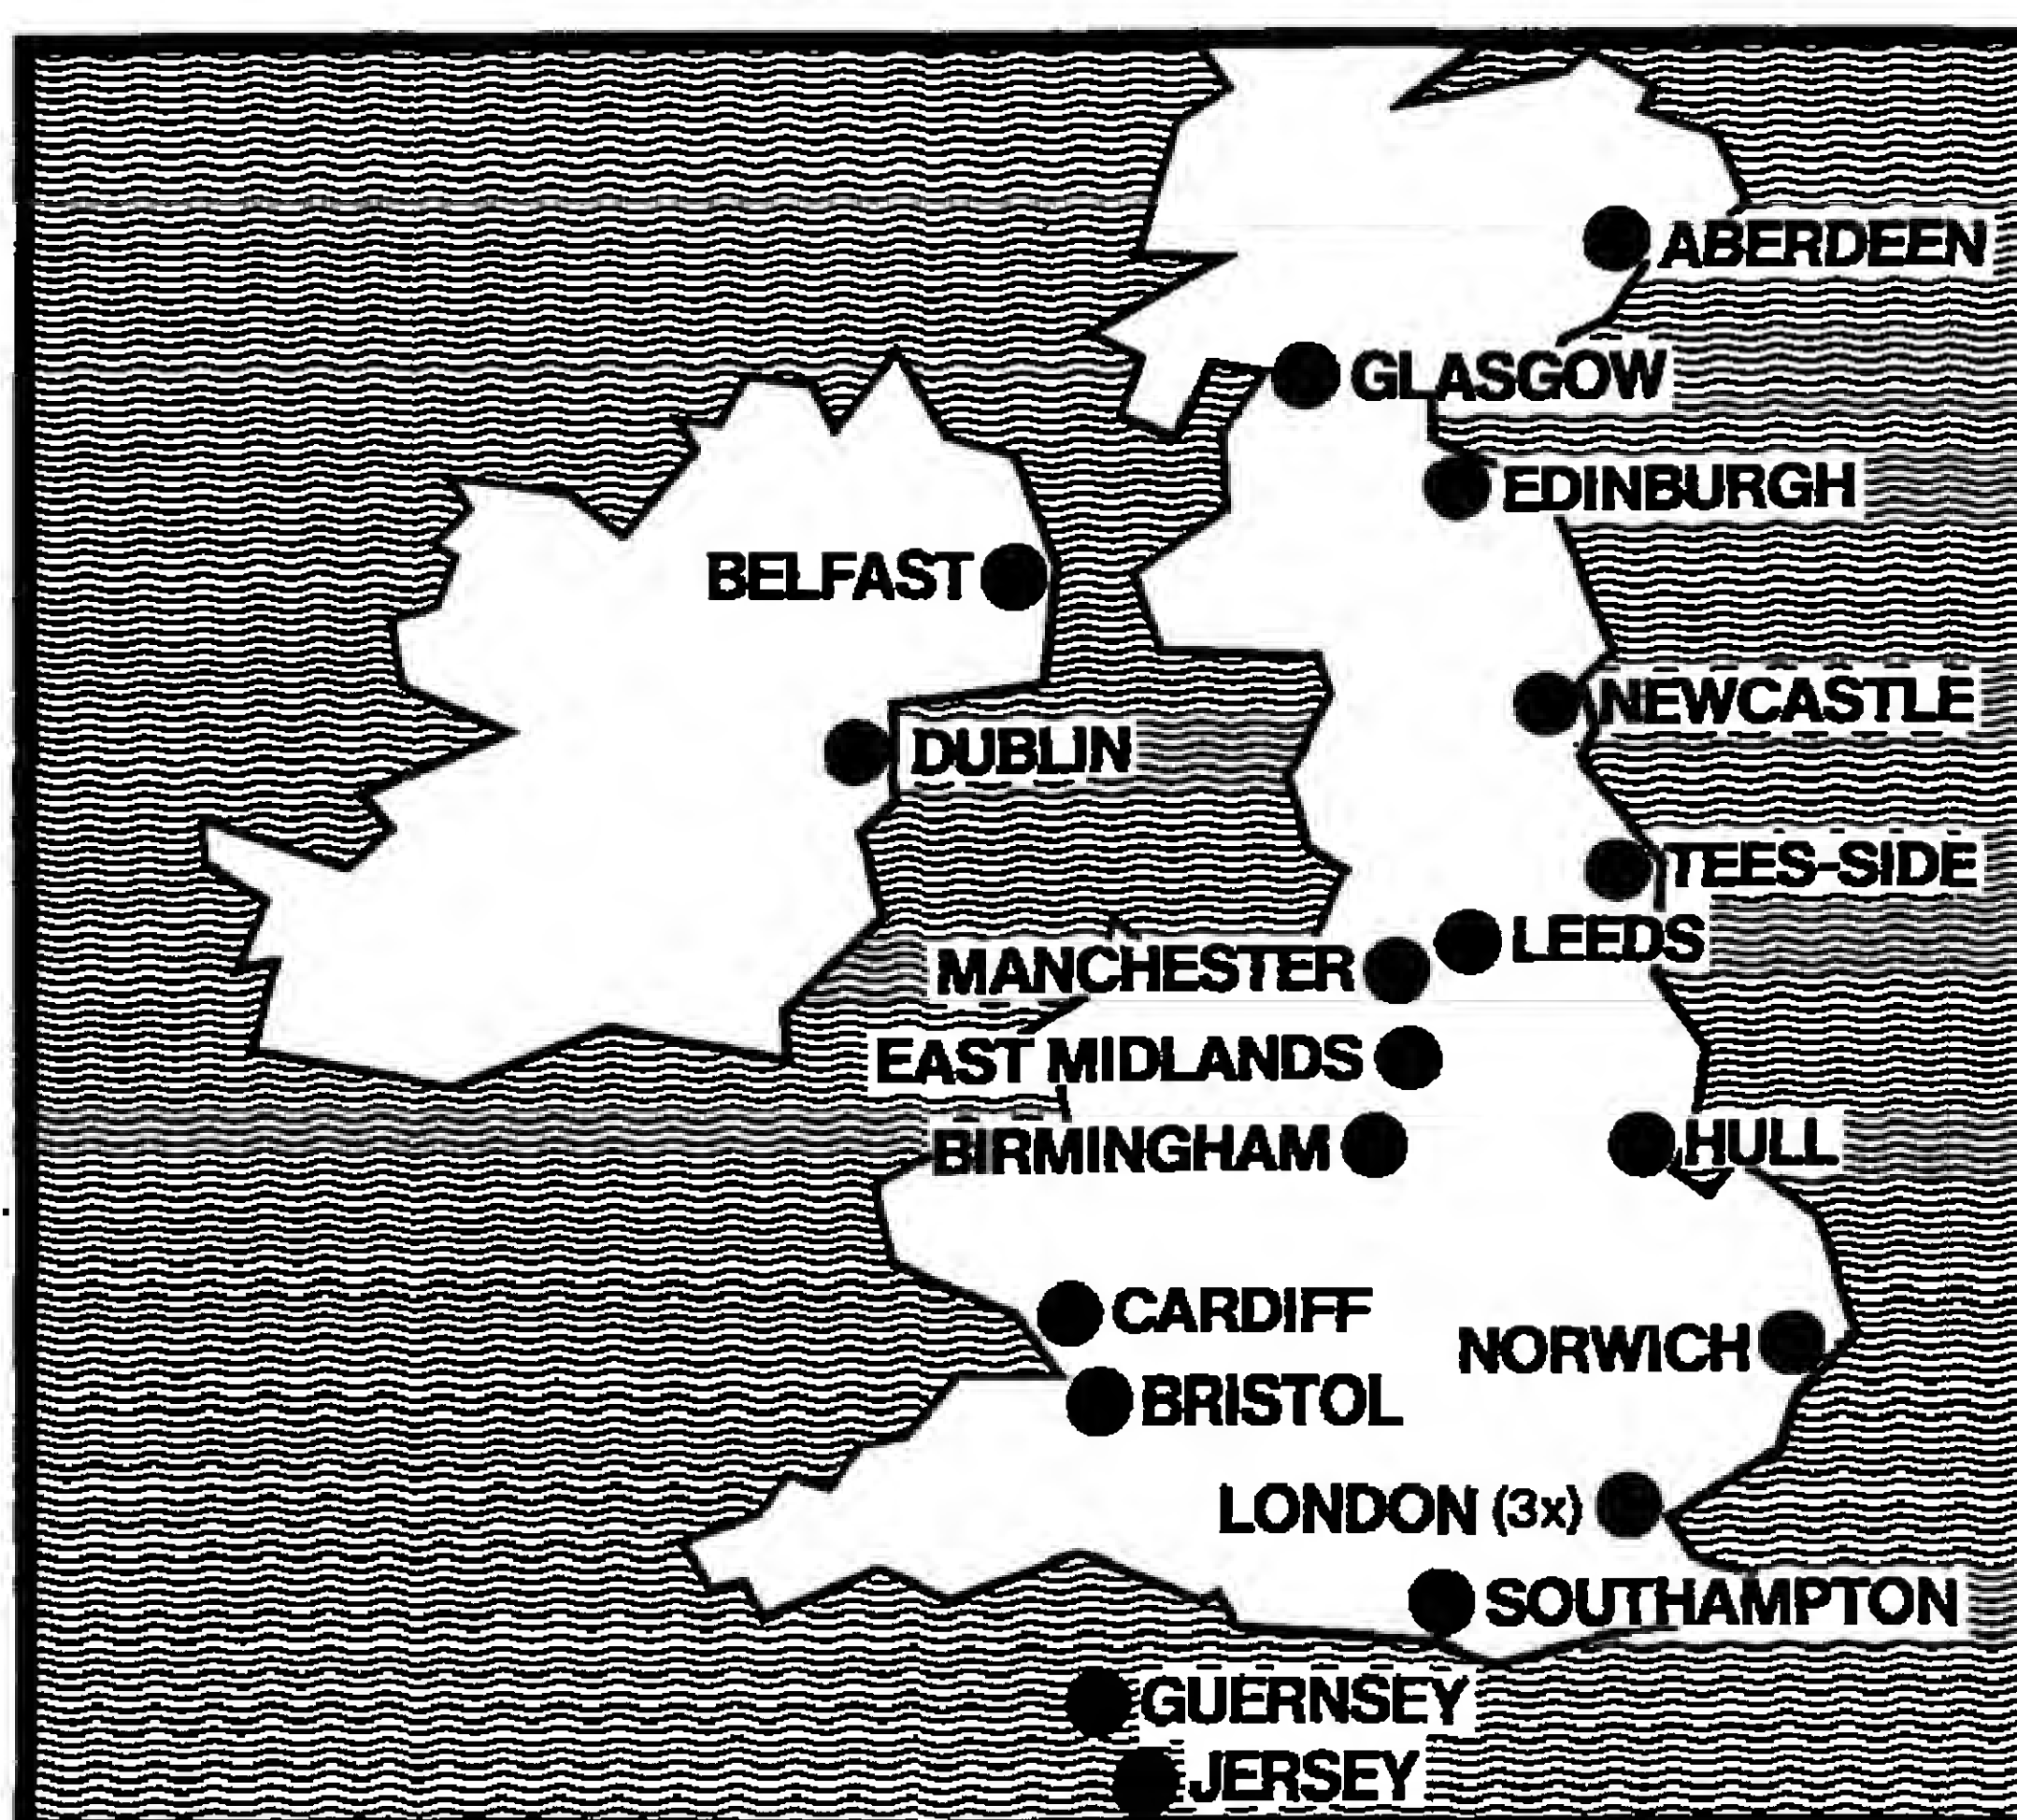 ABERDEEN
GLASGOW
EDINBURGH
BELFAST
NEWCASTLE
DUBLIN
TEES-SIDE
LEEDS
MANCHESTER
EAST MIDLANDS
BIRMINGHAM
HULL
CARDIFF
NORWICH
BRISTOL
LONDON (3x)
SOUTHAMPTON
GUERNSEY
JERSEY